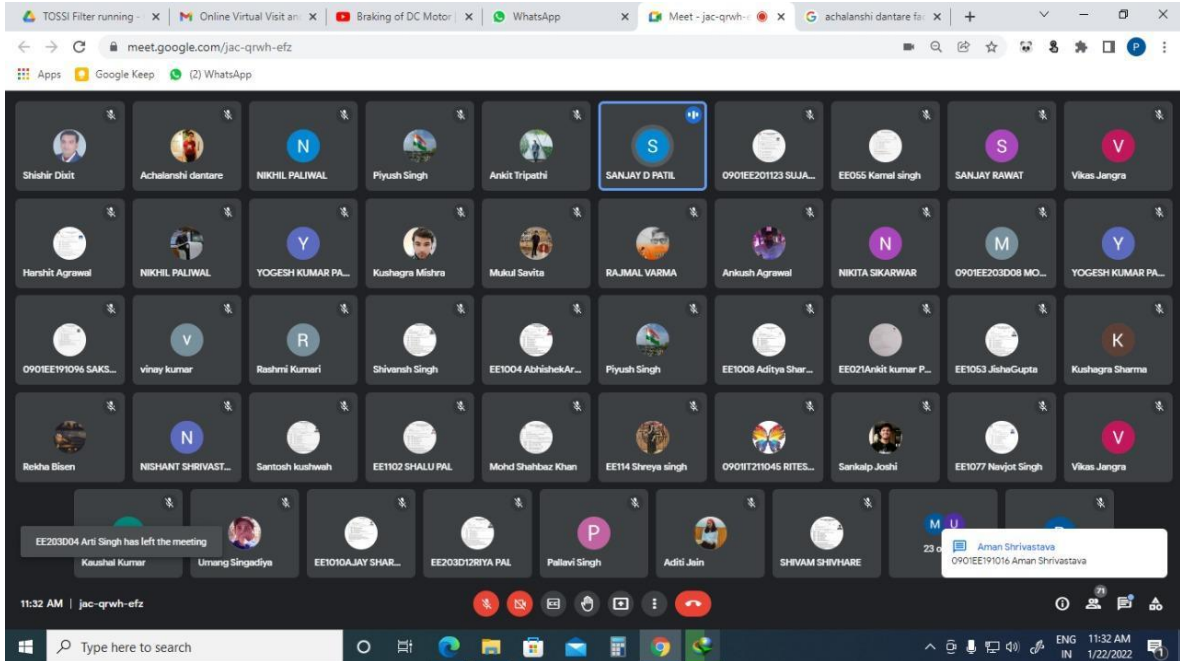 TOSSI Filter running -
Online Virtual Visit an
Braking of DC Motor
WhatsApp
Meet - jac-qrwh-e
achalanshi dantare fa
meet.google.com/jac-qrwh-efz
P
Apps
Google Keep
(2) WhatsApp
Shishir Dixit
Achalanshi dantare
N
NIKHIL PALIWAL
Piyush Singh
Ankit Tripathi
S
SANJAY D PATIL
0901EE201123 SUJA...
EE055 Kamal singh
S
SANJAY RAWAT
V
Vikas Jangra
Harshit Agrawal
NIKHIL PALIWAL
Y
YOGESH KUMAR PA...
Kushagra Mishra
Mukul Savita
RAJMAL VARMA
Ankush Agrawal
N
NIKITA SIKARWAR
M
0901EE203D08 MO...
Y
YOGESH KUMAR PA...
0901EE191096 SAKS...
v
vinay kumar
R
Rashmi Kumari
Shivansh Singh
EE1004 AbhishekAr...
Piyush Singh
EE1008 Aditya Shar...
EE021Ankit kumar P...
EE1053 JishaGupta
K
Kushagra Sharma
Rekha Bisen
N
NISHANT SHRIVAST...
Santosh kushwah
EE1102 SHALU PAL
Mohd Shahbaz Khan
EE114 Shreya singh
0901IT211045 RITES...
Sankalp Joshi
EE1077 Navjot Singh
V
Vikas Jangra
EE203D04 Arti Singh has left the meeting
Kaushal Kumar
Umang Singadiya
EE1010AJAY SHAR...
EE203D12RIYA PAL
P
Pallavi Singh
Aditi Jain
SHIVAM SHIVHARE
M U
23 o
Aman Shrivastava
0901EE191016 Aman Shrivastava
11:32 AM | jac-qrwh-efz
71
Type here to search
ENG
IN
11:32 AM
1/22/2022
1